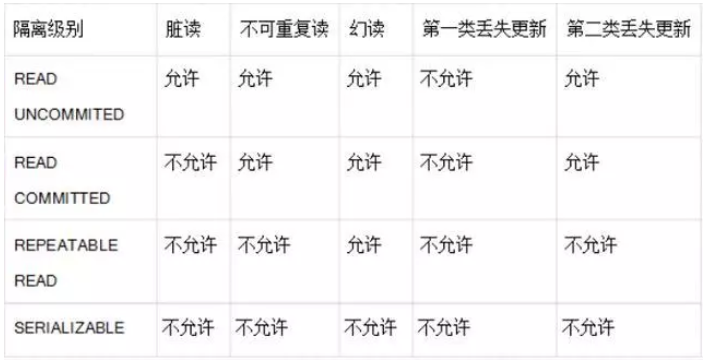 隔离级别 脏读 不可重复读 幻读 第一类丢失更新 第二类丢失更新
READ 允许 允许 允许 不允许 允许
UNCOMMITED
READ 不允许 允许 允许 不允许 允许
COMMITTED
REPEATABLE 不允许 不允许 允许 不允许 不允许
READ
SERIALIZABLE 不允许 不允许 不允许 不允许 不允许